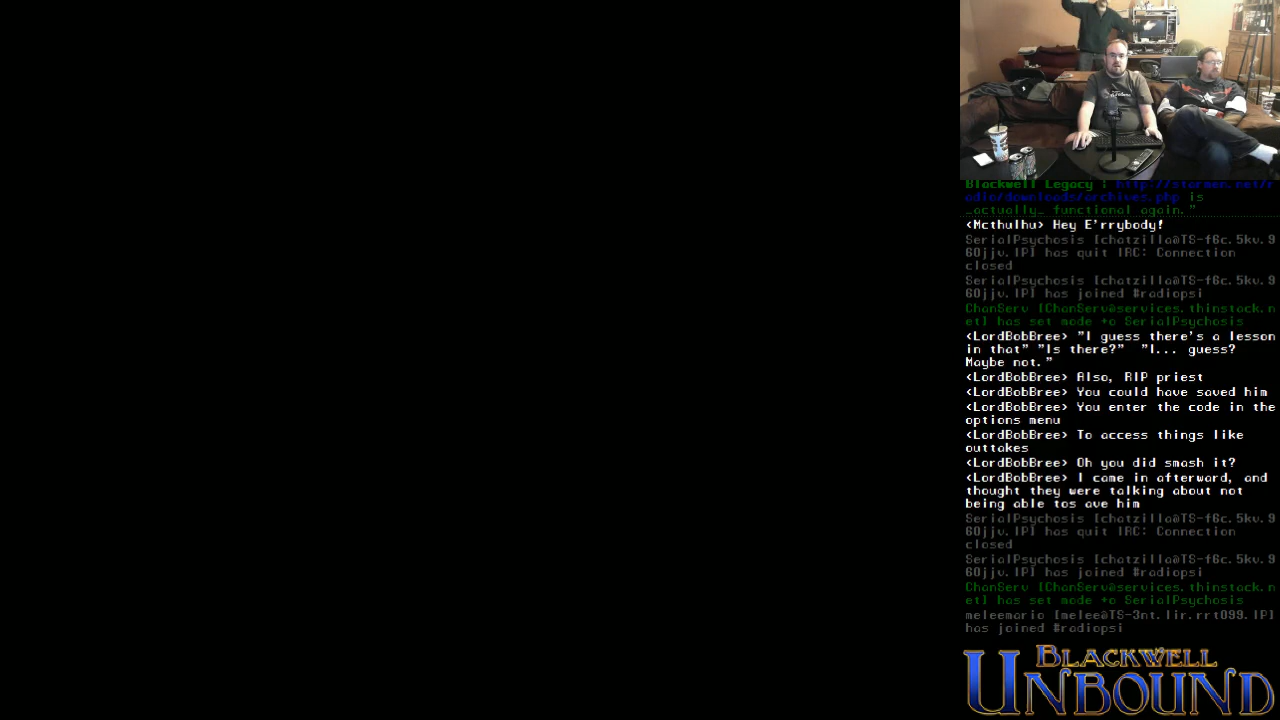 Blackwell Legacy | http://starmen.net/r
adio/downloads/archives.php is
_actually_ functional again."
<Mcthulhu> Hey E'rrybody!
SerialPsychosis [chatzilla@TS-f6c.5kv.9
60jjv.IP] has quit IRC: Connection
closed
SerialPsychosis [chatzilla@TS-f6c.5kv.9
60jjv.IP] has joined #radiopsi
ChanServ [ChanServ@services.thinstack.n
et] has set mode +o SerialPsychosis
<LordBobBree> "I guess there's a lesson
in that" "Is there?"  "I... guess?
Maybe not."
<LordBobBree> Also, RIP priest
<LordBobBree> You could have saved him
<LordBobBree> You enter the code in the
options menu
<LordBobBree> To access things like
outtakes
<LordBobBree> Oh you did smash it?
<LordBobBree> I came in afterward, and
thought they were talking about not
being able tos ave him
SerialPsychosis [chatzilla@TS-f6c.5kv.9
60jjv.IP] has quit IRC: Connection
closed
SerialPsychosis [chatzilla@TS-f6c.5kv.9
60jjv.IP] has joined #radiopsi
ChanServ [ChanServ@services.thinstack.n
et] has set mode +o SerialPsychosis
meleemario [melee@TS-3nt.lir.rrt099.IP]
has joined #radiopsi
BLACKWELL
UNBOUND